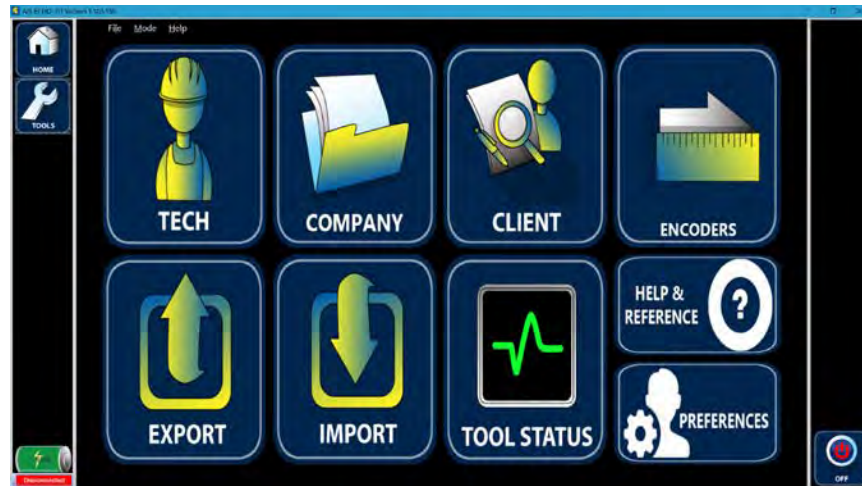 File Mode Help
HOME
TOOLS
TECH
COMPANY
CLIENT
ENCODERS
EXPORT
IMPORT
TOOL STATUS
HELP &
REFERENCE
?
PREFERENCES
Disconnected
OFF